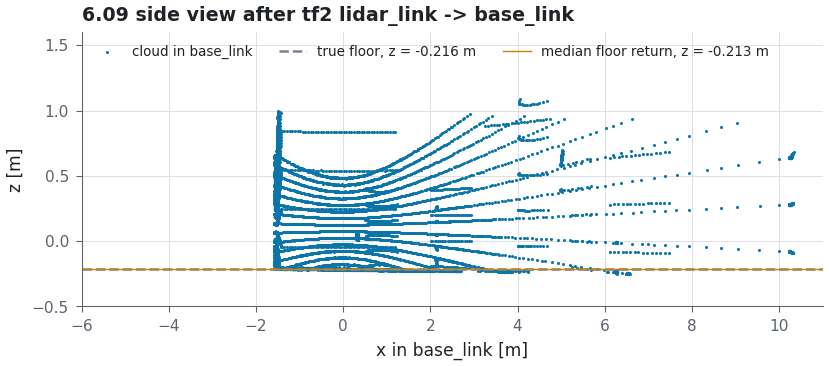 6.09 side view after tf2 lidar_link -> base_link
cloud in base_link
true floor, z = -0.216 m
median floor return, z = -0.213 m
1.5
1.0
0.5
0.0
−0.5
z [m]
−6
−4
−2
0
2
4
6
8
10
x in base_link [m]